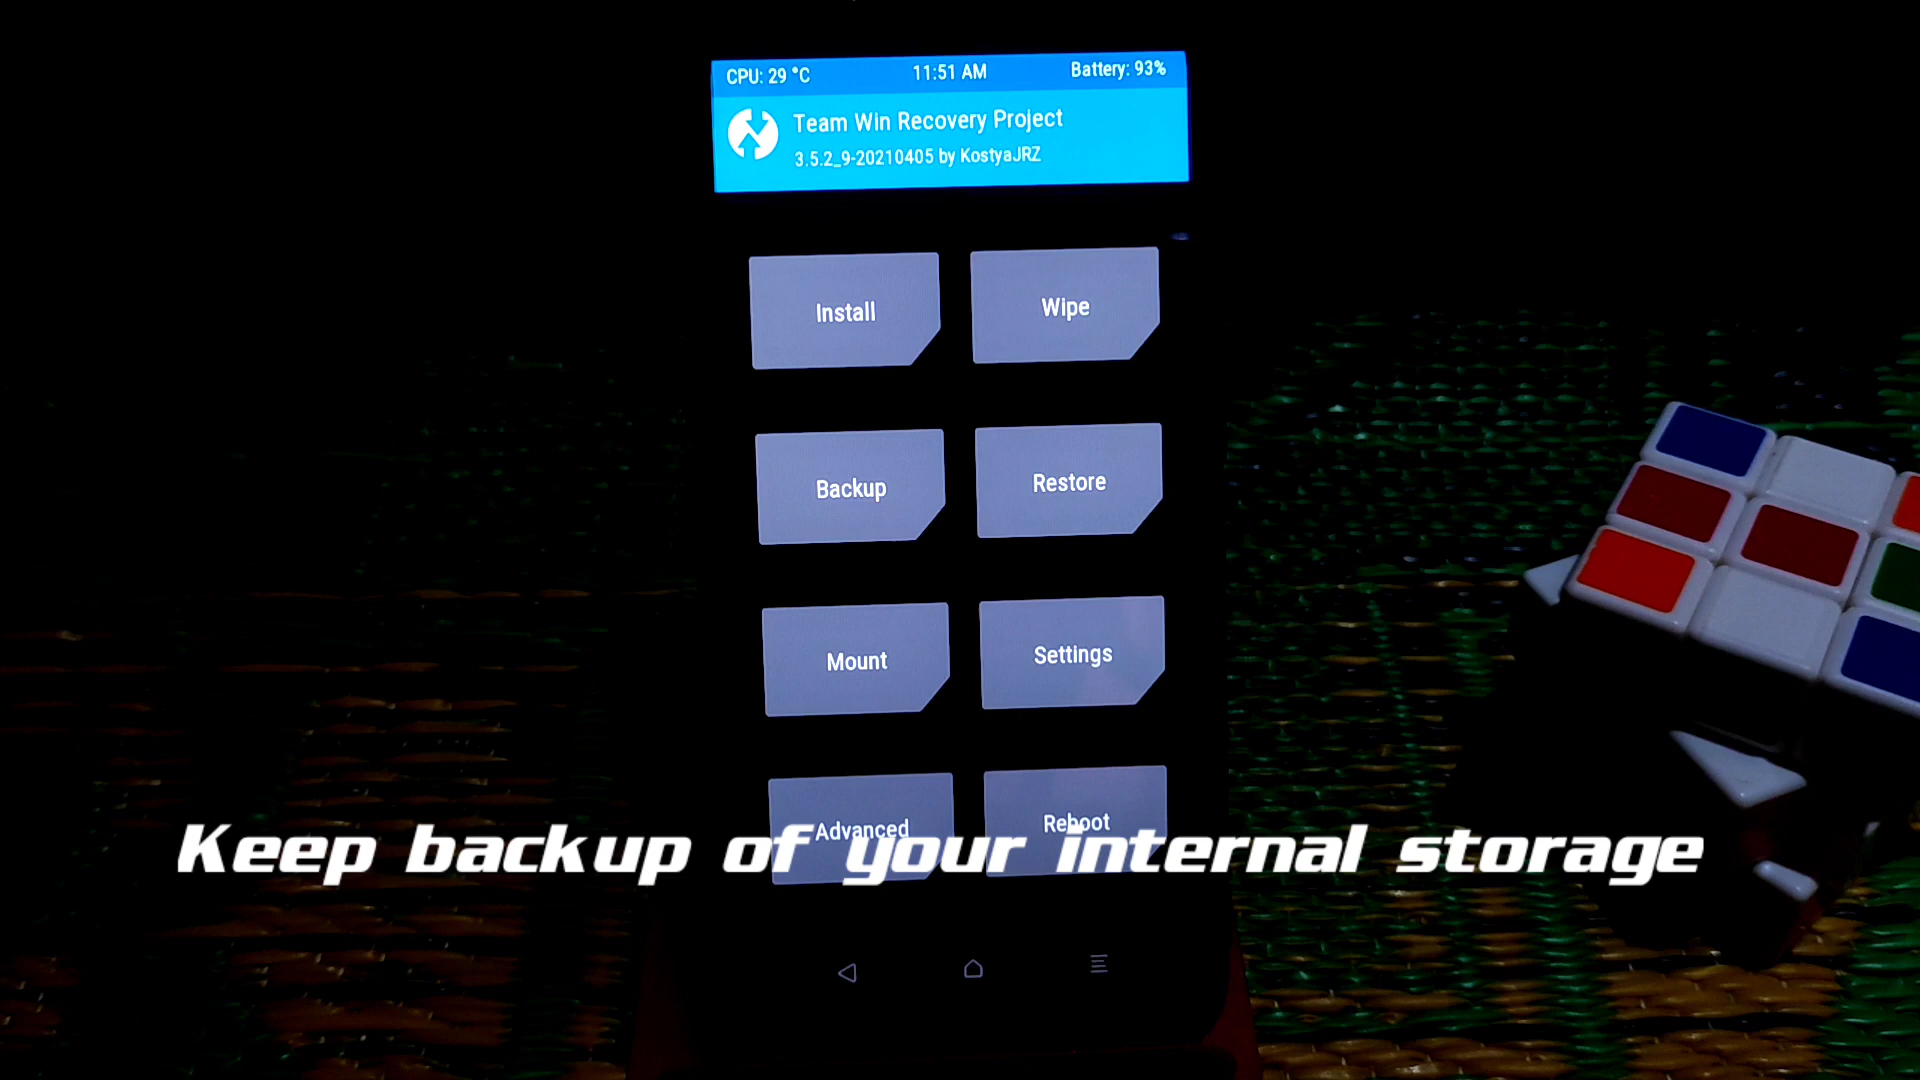 CPU: 29 °C 11:51 AM Battery: 93%
Team Win Recovery Project
3.5.2_9-20210405 by KostyaJRZ
Install Wipe
Backup Restore
Mount Settings
Advanced Reboot
Keep backup of your internal storage